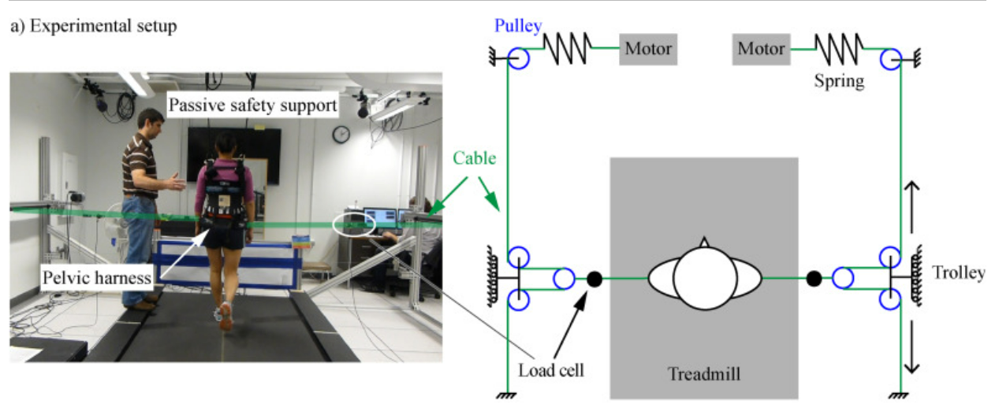 a) Experimental setup
Pulley
Motor
Motor
Spring
Passive safety support
Cable
Pelvic harness
Trolley
Load cell
Treadmill